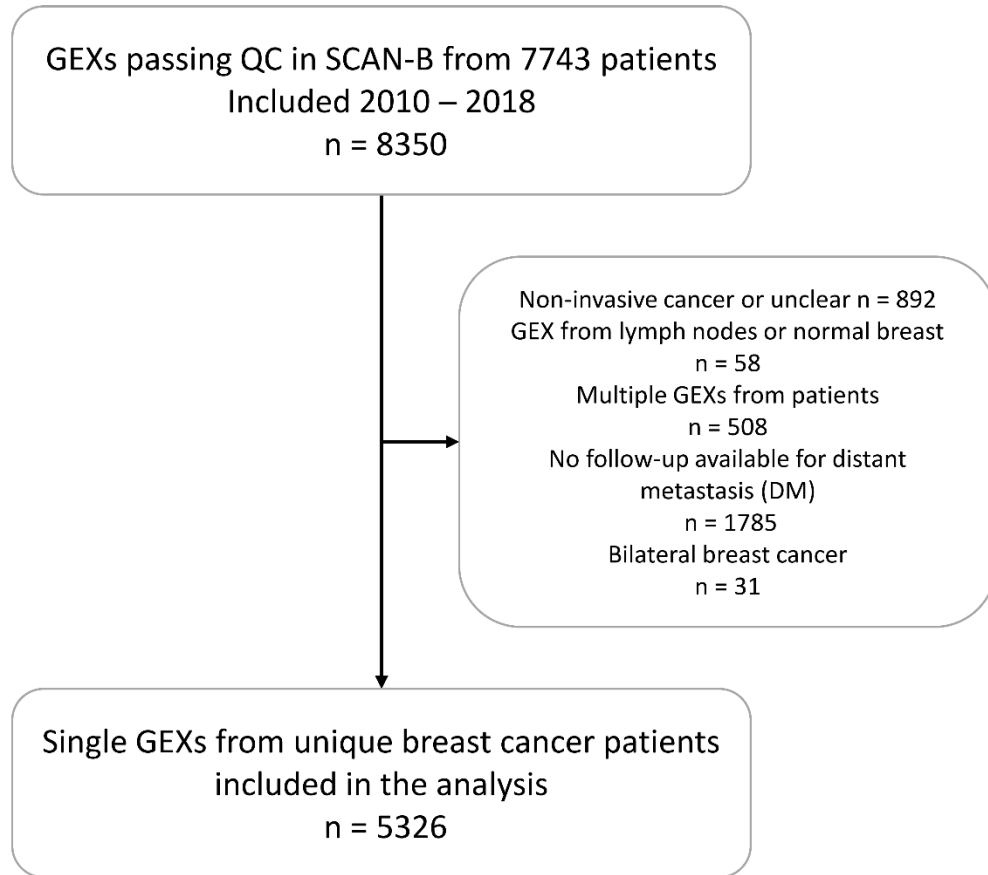 GEXs passing QC in SCAN-B from 7743 patients
Included 2010 – 2018
n = 8350
Non-invasive cancer or unclear n = 892
GEX from lymph nodes or normal breast
n = 58
Multiple GEXs from patients
n = 508
No follow-up available for distant
metastasis (DM)
n = 1785
Bilateral breast cancer
n = 31
Single GEXs from unique breast cancer patients
included in the analysis
n = 5326